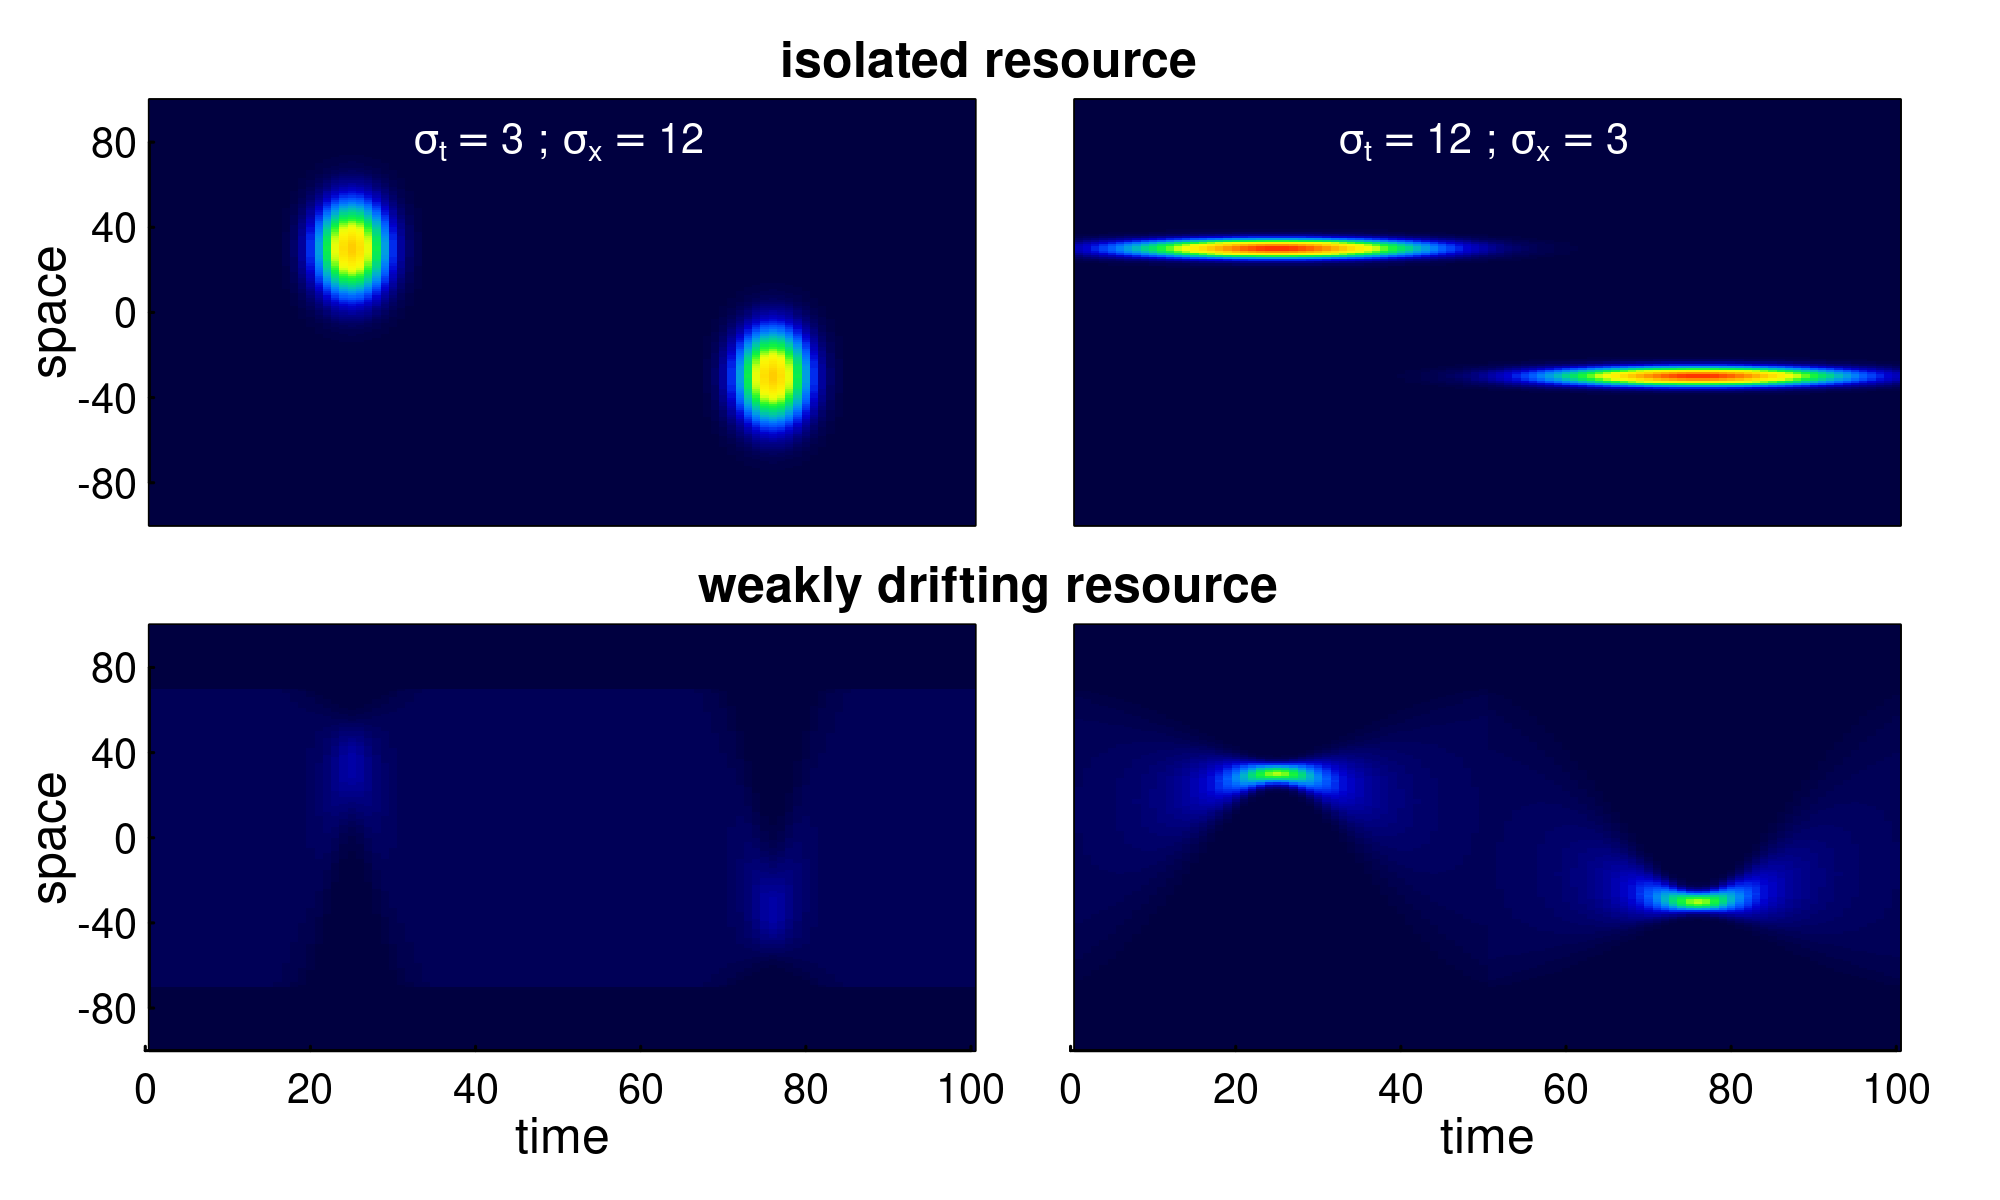 isolated resource
σt = 3 ; σx = 12
σt = 12 ; σx = 3
80
40
0
-40
-80
space
weakly drifting resource
80
40
0
-40
-80
space
0 20 40 60 80 100
0 20 40 60 80 100
time
time